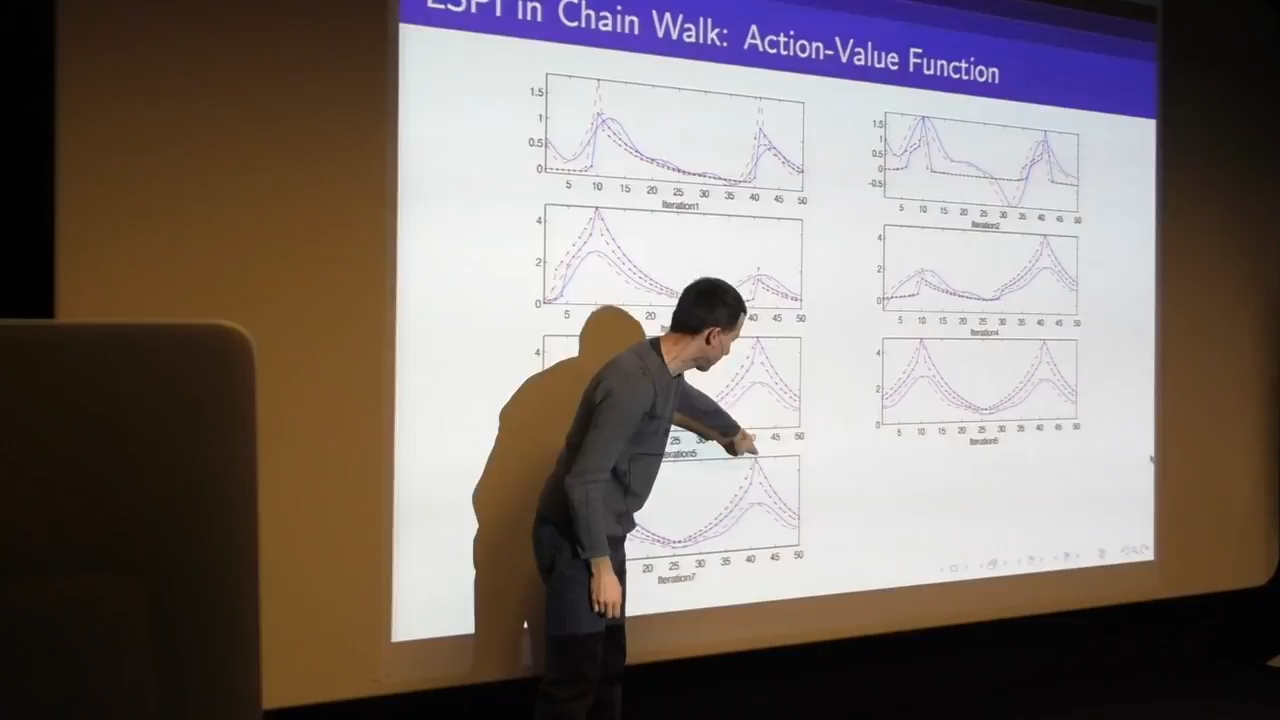 LSPI in Chain Walk: Action-Value Function
1.5
1
0.5
0
5 10 15 20 25 30 35 40 45 50
Iteration1
1.5
1
0.5
0
-0.5
5 10 15 20 25 30 35 40 45 50
Iteration2
4
2
0
5 20 40 45 50
4
2
0
5 10 15 20 25 30 35 40 45 50
Iteration4
4
25 45 50
eration5
4
2
0
5 10 15 20 25 30 35 40 45 50
Iteration6
20 25 30 35 40 45 50
Iteration7